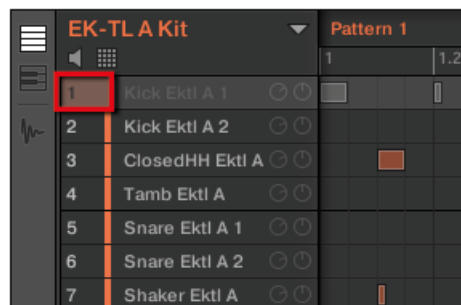 EK-TL A Kit
Pattern 1
1 1.2
1 Kick Ektl A 1
2 Kick Ektl A 2
3 ClosedHH Ektl A
4 Tamb Ektl A
5 Snare Ektl A 1
6 Snare Ektl A 2
7 Shaker Ektl A